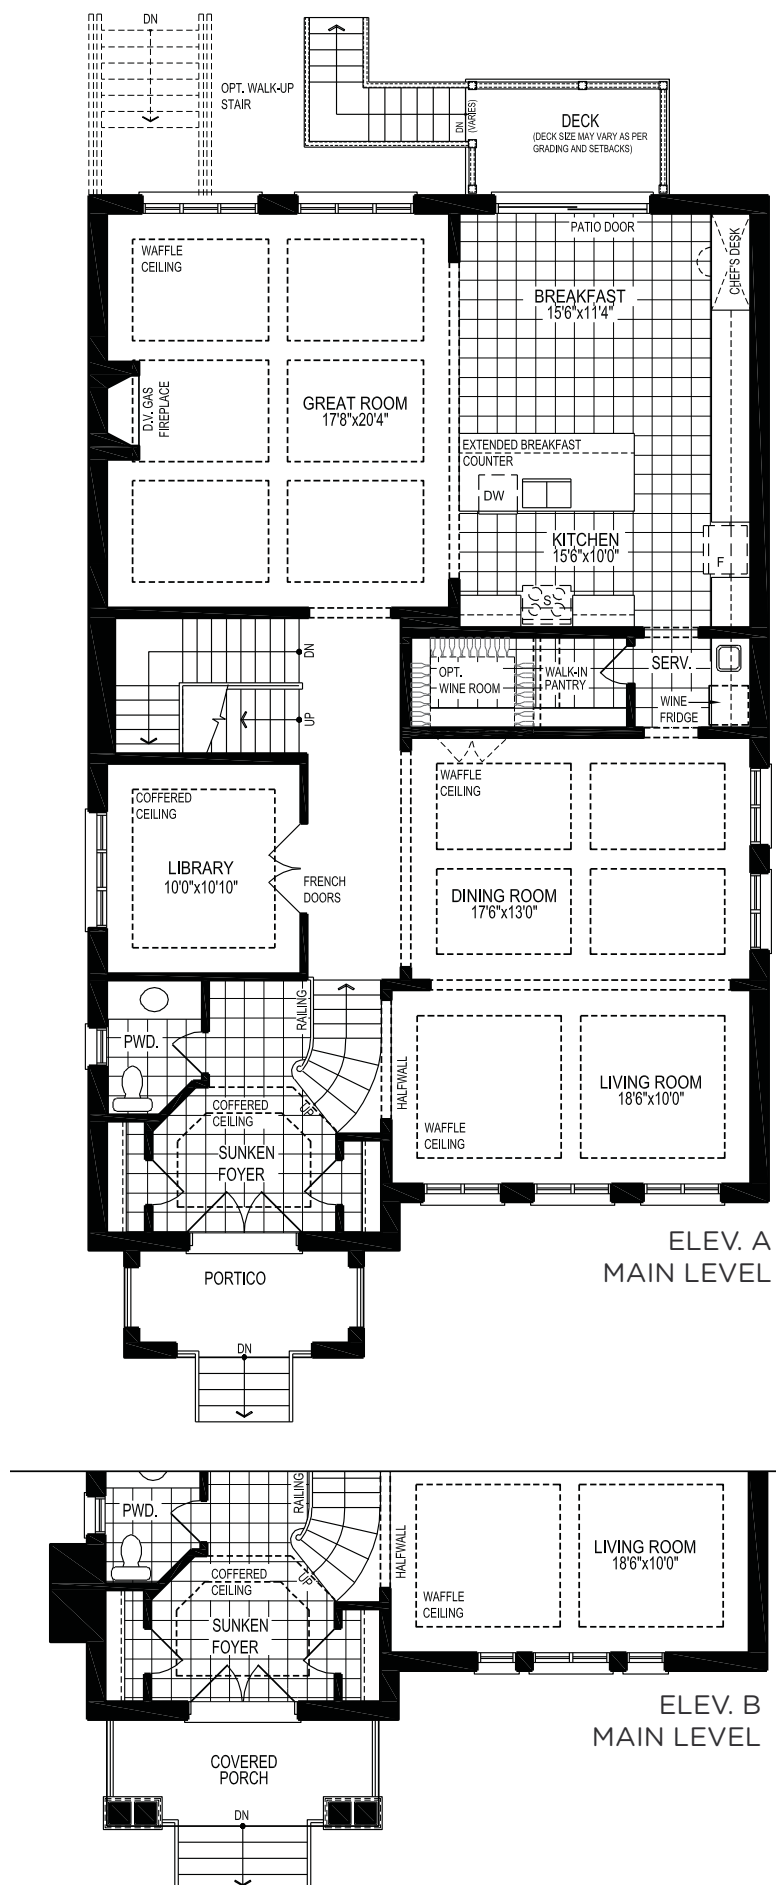 DN
OPT. WALK-UP
STAIR
DN
(VARIES)
DECK
(DECK SIZE MAY VARY AS PER
GRADING AND SETBACKS)
PATIO DOOR
WAFFLE
CEILING
CHEF'S DESK
BREAKFAST
15'6"x11'4"
D.V. GAS
FIREPLACE
GREAT ROOM
17'8"x20'4"
EXTENDED BREAKFAST
COUNTER
DW
KITCHEN
15'6"x10'0"
F
S
DN
UP
OPT.
WINE ROOM
WALK-IN
PANTRY
SERV.
WINE
FRIDGE
COFFERED
CEILING
WAFFLE
CEILING
LIBRARY
10'0"x10'10"
FRENCH
DOORS
DINING ROOM
17'6"x13'0"
RAILING
PWD.
HALFWALL
LIVING ROOM
18'6"x10'0"
COFFERED
CEILING
UP
WAFFLE
CEILING
SUNKEN
FOYER
ELEV. A
MAIN LEVEL
PORTICO
DN
RAILING
PWD.
HALFWALL
LIVING ROOM
18'6"x10'0"
COFFERED
CEILING
UP
WAFFLE
CEILING
SUNKEN
FOYER
ELEV. B
MAIN LEVEL
COVERED
PORCH
DN